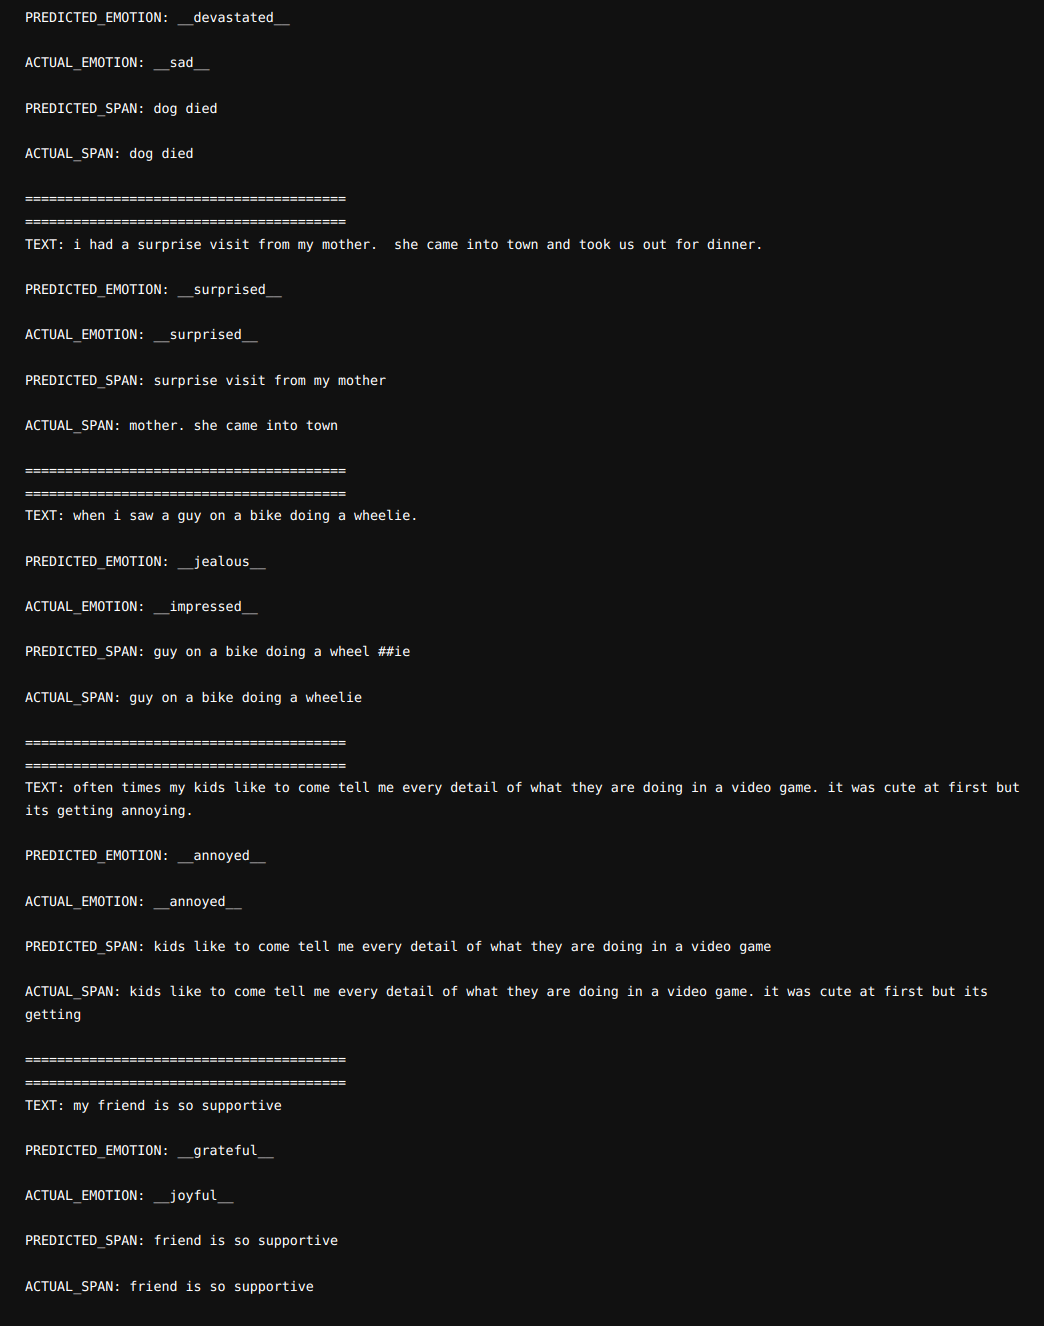 PREDICTED_EMOTION: __devastated__
ACTUAL_EMOTION: __sad__
PREDICTED_SPAN: dog died
ACTUAL_SPAN: dog died
========================================
========================================
TEXT: i had a surprise visit from my mother.  she came into town and took us out for dinner.
PREDICTED_EMOTION: __surprised__
ACTUAL_EMOTION: __surprised__
PREDICTED_SPAN: surprise visit from my mother
ACTUAL_SPAN: mother. she came into town
========================================
========================================
TEXT: when i saw a guy on a bike doing a wheelie.
PREDICTED_EMOTION: __jealous__
ACTUAL_EMOTION: __impressed__
PREDICTED_SPAN: guy on a bike doing a wheel ##ie
ACTUAL_SPAN: guy on a bike doing a wheelie
========================================
========================================
TEXT: often times my kids like to come tell me every detail of what they are doing in a video game. it was cute at first but
its getting annoying.
PREDICTED_EMOTION: __annoyed__
ACTUAL_EMOTION: __annoyed__
PREDICTED_SPAN: kids like to come tell me every detail of what they are doing in a video game
ACTUAL_SPAN: kids like to come tell me every detail of what they are doing in a video game. it was cute at first but its
getting
========================================
========================================
TEXT: my friend is so supportive
PREDICTED_EMOTION: __grateful__
ACTUAL_EMOTION: __joyful__
PREDICTED_SPAN: friend is so supportive
ACTUAL_SPAN: friend is so supportive